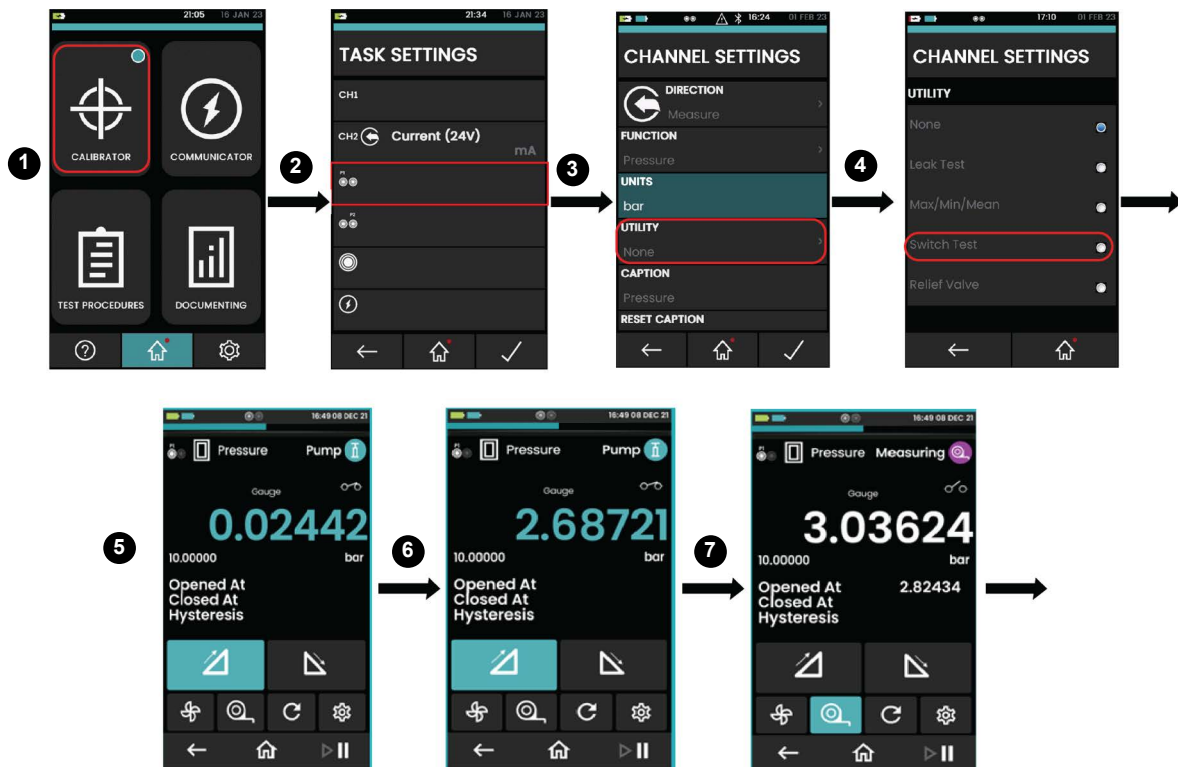 1
21:05 16 JAN 23
CALIBRATOR
COMMUNICATOR
TEST PROCEDURES
DOCUMENTING
2
21:34 16 JAN 23
TASK SETTINGS
CH1
CH2 Current (24V)
mA
P1
P2
3
16:24 01 FEB 23
CHANNEL SETTINGS
DIRECTION
Measure
FUNCTION
Pressure
UNITS
bar
UTILITY
None
CAPTION
Pressure
RESET CAPTION
4
17:10 01 FEB 23
CHANNEL SETTINGS
UTILITY
None
Leak Test
Max/Min/Mean
Switch Test
Relief Valve
5
16:49 08 DEC 21
P1 Pressure Pump
Gauge
0.02442
10.00000 bar
Opened At
Closed At
Hysteresis
6
16:49 08 DEC 21
P1 Pressure Pump
Gauge
2.68721
10.00000 bar
Opened At
Closed At
Hysteresis
7
16:49 08 DEC 21
P1 Pressure Measuring
Gauge
3.03624
10.00000 bar
Opened At 2.82434
Closed At
Hysteresis